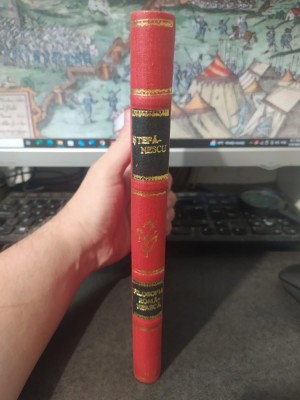 ȘTEFĂ-
NESCU
FILOSOFIA
ROMÂ-
NEASCĂ